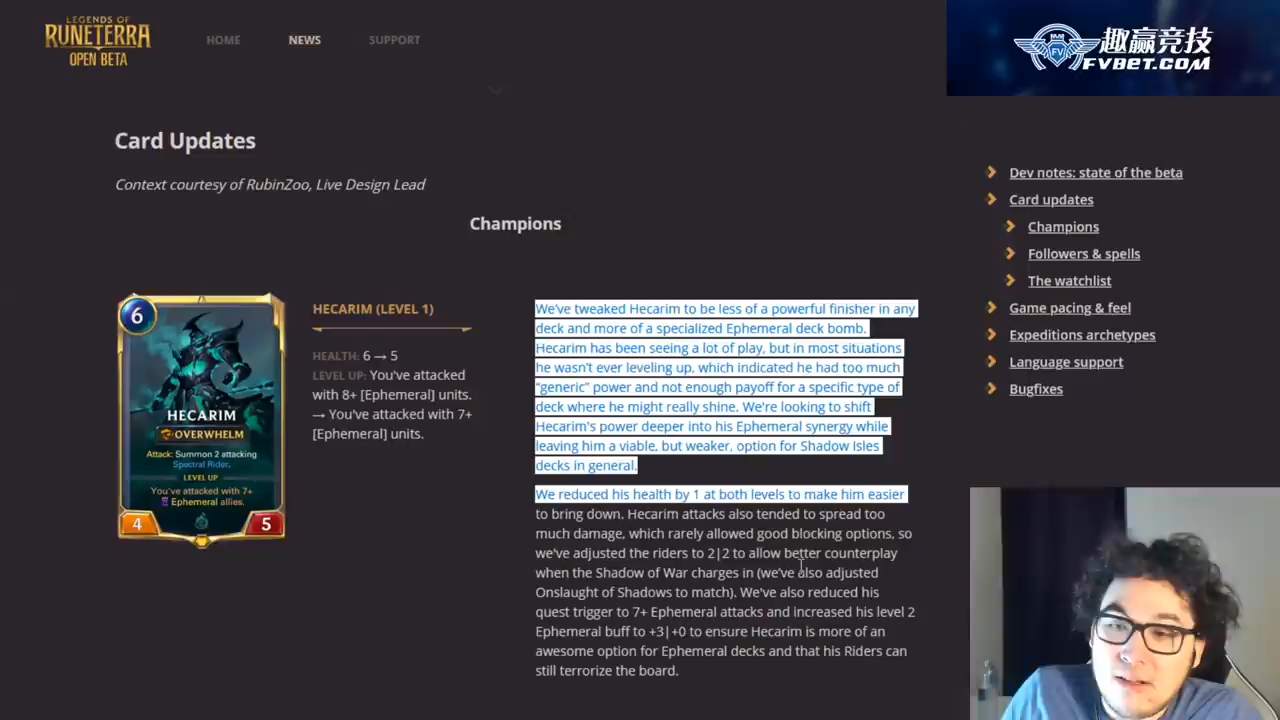 LEGENDS OF
RUNETERRA
OPEN BETA
HOME
NEWS
SUPPORT
趣赢竞技
FV
FVBET.COM
Card Updates
Context courtesy of RubinZoo, Live Design Lead
Champions
6
HECARIM
OVERWHELM
Attack: Summon 2 attacking
Spectral Rider.
LEVEL UP
You've attacked with 7+
Ephemeral allies.
4
5
HECARIM (LEVEL 1)
HEALTH: 6 → 5
LEVEL UP: You've attacked
with 8+ [Ephemeral] units.
→ You've attacked with 7+
[Ephemeral] units.
We've tweaked Hecarim to be less of a powerful finisher in any
deck and more of a specialized Ephemeral deck bomb.
Hecarim has been seeing a lot of play, but in most situations
he wasn't ever leveling up, which indicated he had too much
“generic” power and not enough payoff for a specific type of
deck where he might really shine. We're looking to shift
Hecarim's power deeper into his Ephemeral synergy while
leaving him a viable, but weaker, option for Shadow Isles
decks in general.
We reduced his health by 1 at both levels to make him easier
to bring down. Hecarim attacks also tended to spread too
much damage, which rarely allowed good blocking options, so
we've adjusted the riders to 2|2 to allow better counterplay
when the Shadow of War charges in (we've also adjusted
Onslaught of Shadows to match). We've also reduced his
quest trigger to 7+ Ephemeral attacks and increased his level 2
Ephemeral buff to +3|+0 to ensure Hecarim is more of an
awesome option for Ephemeral decks and that his Riders can
still terrorize the board.
Dev notes: state of the beta
Card updates
Champions
Followers & spells
The watchlist
Game pacing & feel
Expeditions archetypes
Language support
Bugfixes